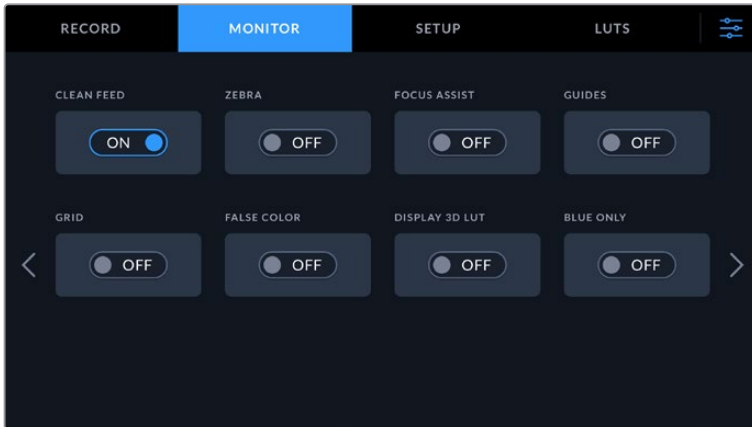 RECORD MONITOR SETUP LUTS
CLEAN FEED ZEBRA FOCUS ASSIST GUIDES
ON OFF OFF OFF
GRID FALSE COLOR DISPLAY 3D LUT BLUE ONLY
OFF OFF OFF OFF